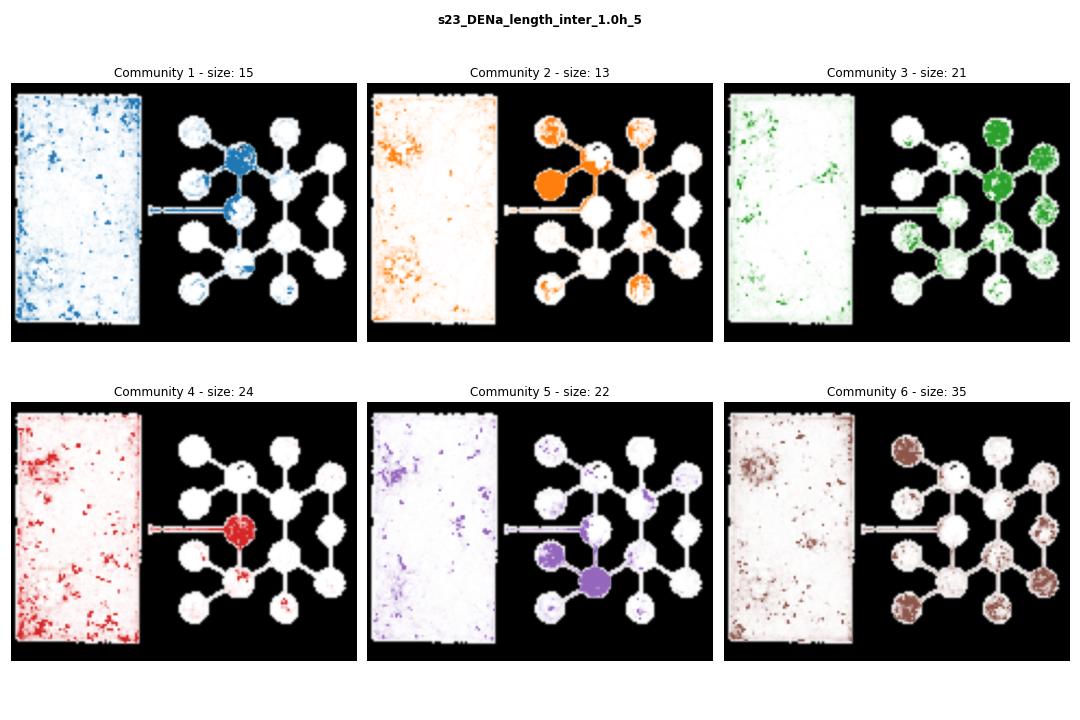 s23_DENa_length_inter_1.0h_5
Community 1 - size: 15
Community 2 - size: 13
Community 3 - size: 21
Community 4 - size: 24
Community 5 - size: 22
Community 6 - size: 35